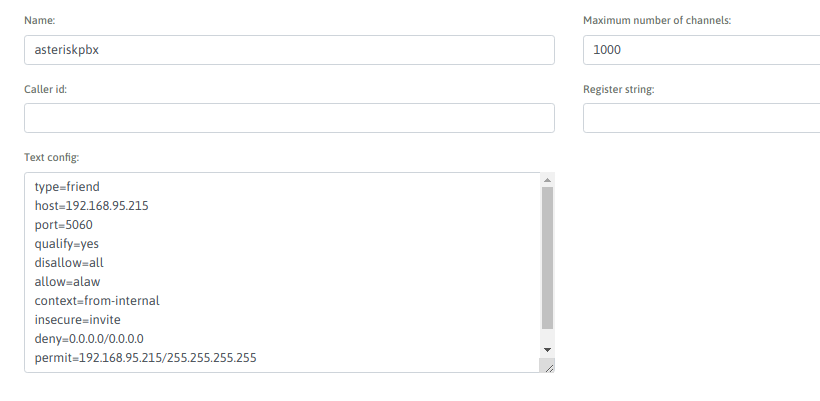 Name:
Maximum number of channels:
asteriskpbx
1000
Caller id:
Register string:
Text config:
type=friend
host=192.168.95.215
port=5060
qualify=yes
disallow=all
allow=alaw
context=from-internal
insecure=invite
deny=0.0.0.0/0.0.0.0
permit=192.168.95.215/255.255.255.255